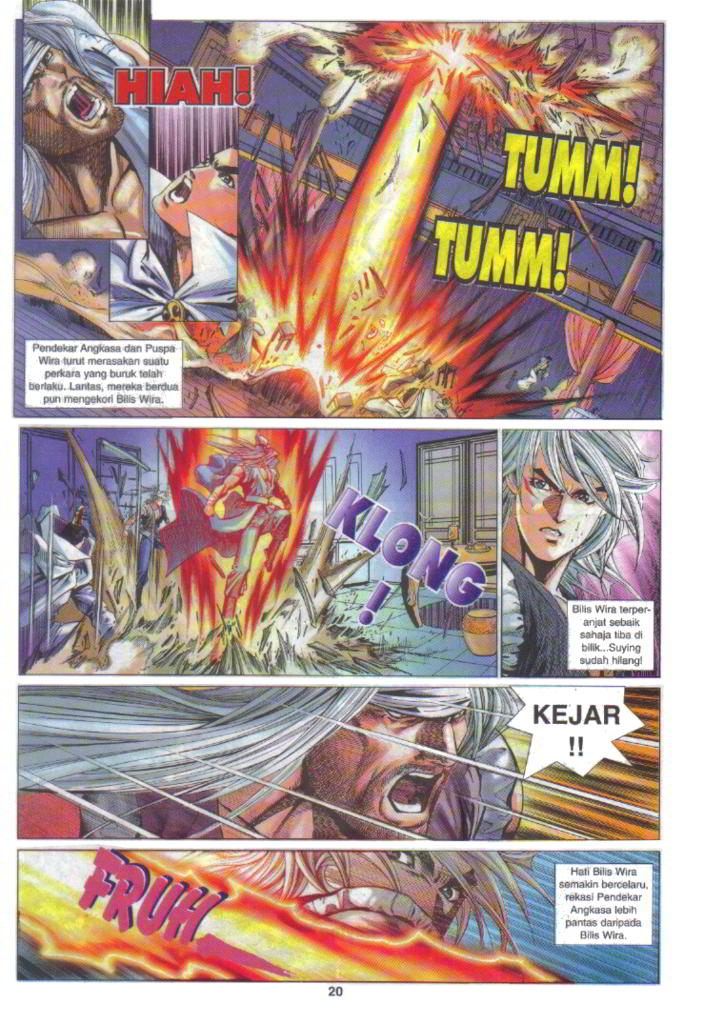 HIAH!
TUMM!
TUMM!
Pendekar Angkasa dan Puspa
Wira turut merasakan suatu
perkara yang buruk telah
berlaku. Lantas, mereka berdua
pun mengekori Bilis Wira.
KLONG
!
Bilis Wira terper-
anjat sebaik
sahaja tiba di
bilik...Suying
sudah hilang!
KEJAR
!!
FRUH
Hati Bilis Wira
semakin bercelaru,
rekasi Pendekar
Angkasa lebih
pantas daripada
Bilis Wira.
20